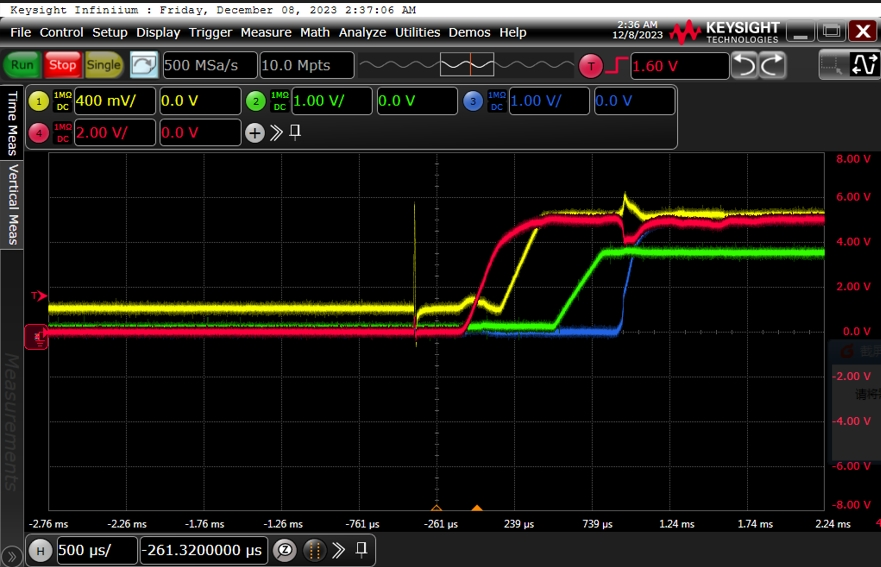 Keysight Infiniium : Friday, December 08, 2023 2:37:06 AM
File Control Setup Display Trigger Measure Math Analyze Utilities Demos Help
2:36 AM
12/8/2023
KEYSIGHT
TECHNOLOGIES
Run Stop Single 500 MSa/s 10.0 Mpts T 1.60 V
1 1MΩ DC 400 mV/ 0.0 V 2 1MΩ DC 1.00 V/ 0.0 V 3 1MΩ DC 1.00 V/ 0.0 V
4 1MΩ DC 2.00 V/ 0.0 V
Time Meas
Vertical Meas
Measurements
T
8.00 V
6.00 V
4.00 V
2.00 V
0.0 V
-2.00 V
-4.00 V
-6.00 V
-8.00 V
-2.76 ms -2.26 ms -1.76 ms -1.26 ms -761 µs -261 µs 239 µs 739 µs 1.24 ms 1.74 ms 2.24 ms 4
H 500 µs/ -261.3200000 µs Z